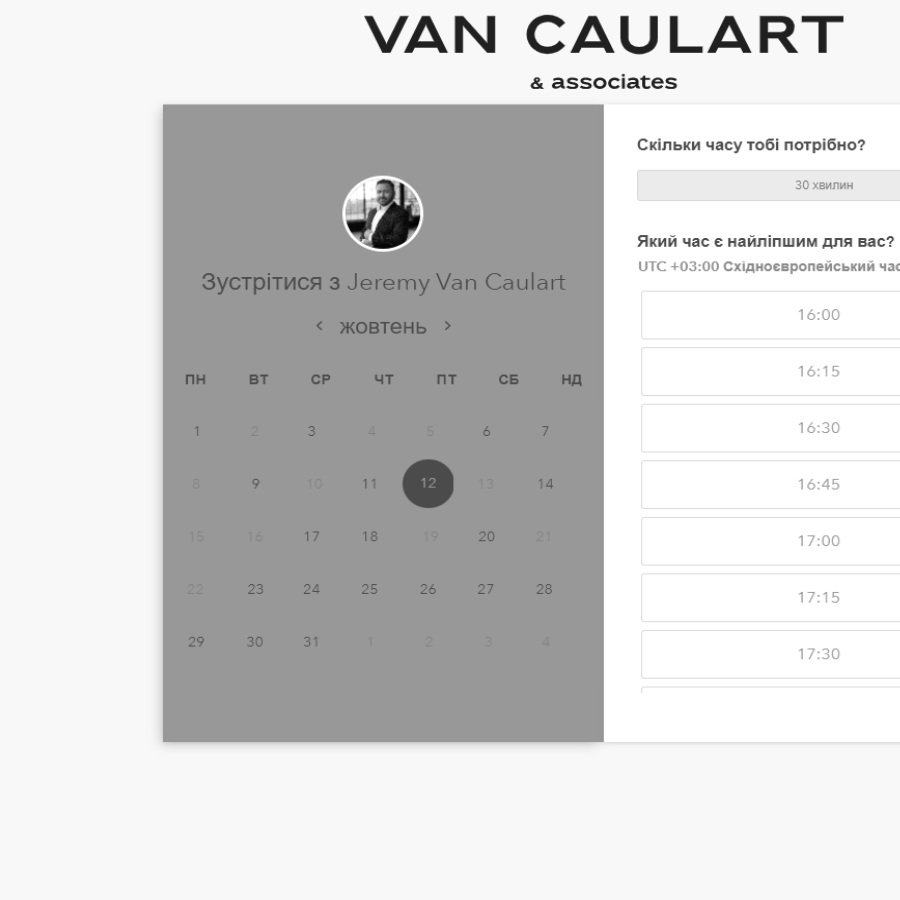 VAN CAULART
& associates
Зустрітися з Jeremy Van Caulart
жовтень
ПН ВТ СР ЧТ ПТ СБ НД
1 2 3 4 5 6 7
8 9 10 11 12 13 14
15 16 17 18 19 20 21
22 23 24 25 26 27 28
29 30 31 1 2 3 4
Скільки часу тобі потрібно?
30 хвилин
Який час є найліпшим для вас?
UTC +03:00 Східноєвропейський час
16:00
16:15
16:30
16:45
17:00
17:15
17:30